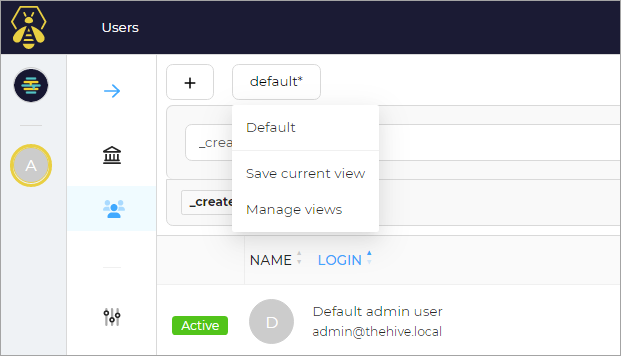 Users
+
default*
Default
_crea
Save current view
A
Manage views
_create
NAME LOGIN
Active
D
Default admin user
admin@thehive.local